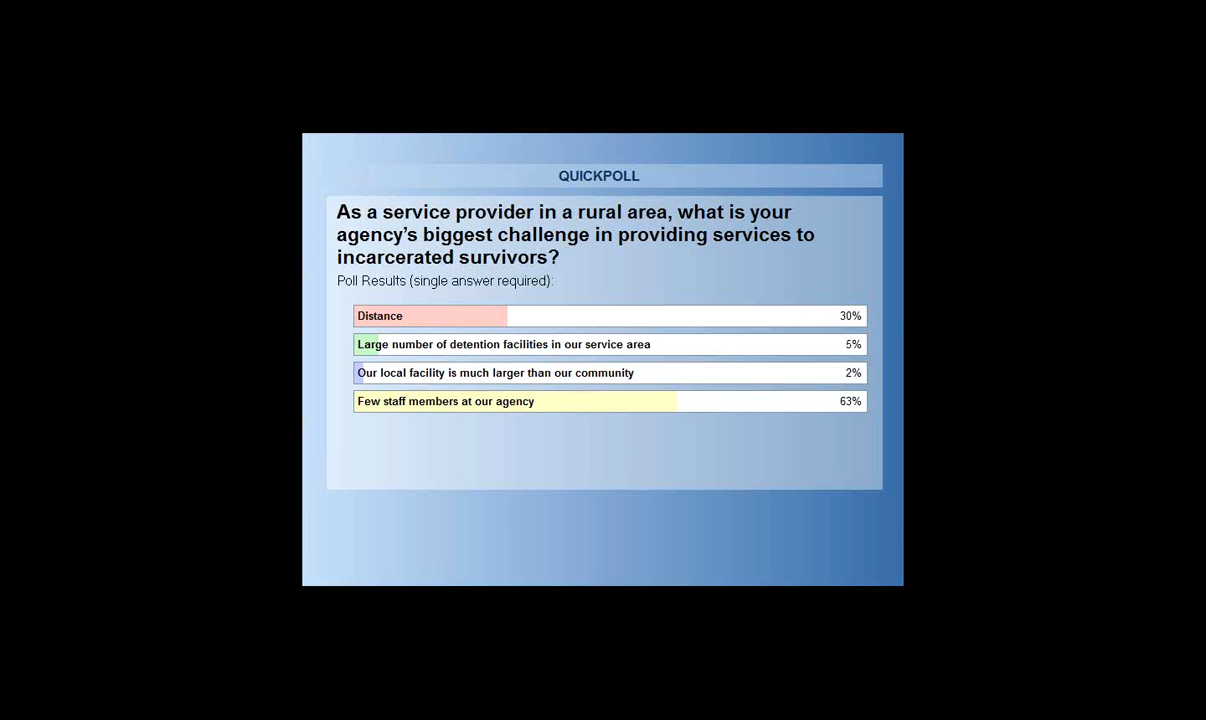 QUICKPOLL
As a service provider in a rural area, what is your
agency’s biggest challenge in providing services to
incarcerated survivors?
Poll Results (single answer required):
Distance 30%
Large number of detention facilities in our service area 5%
Our local facility is much larger than our community 2%
Few staff members at our agency 63%